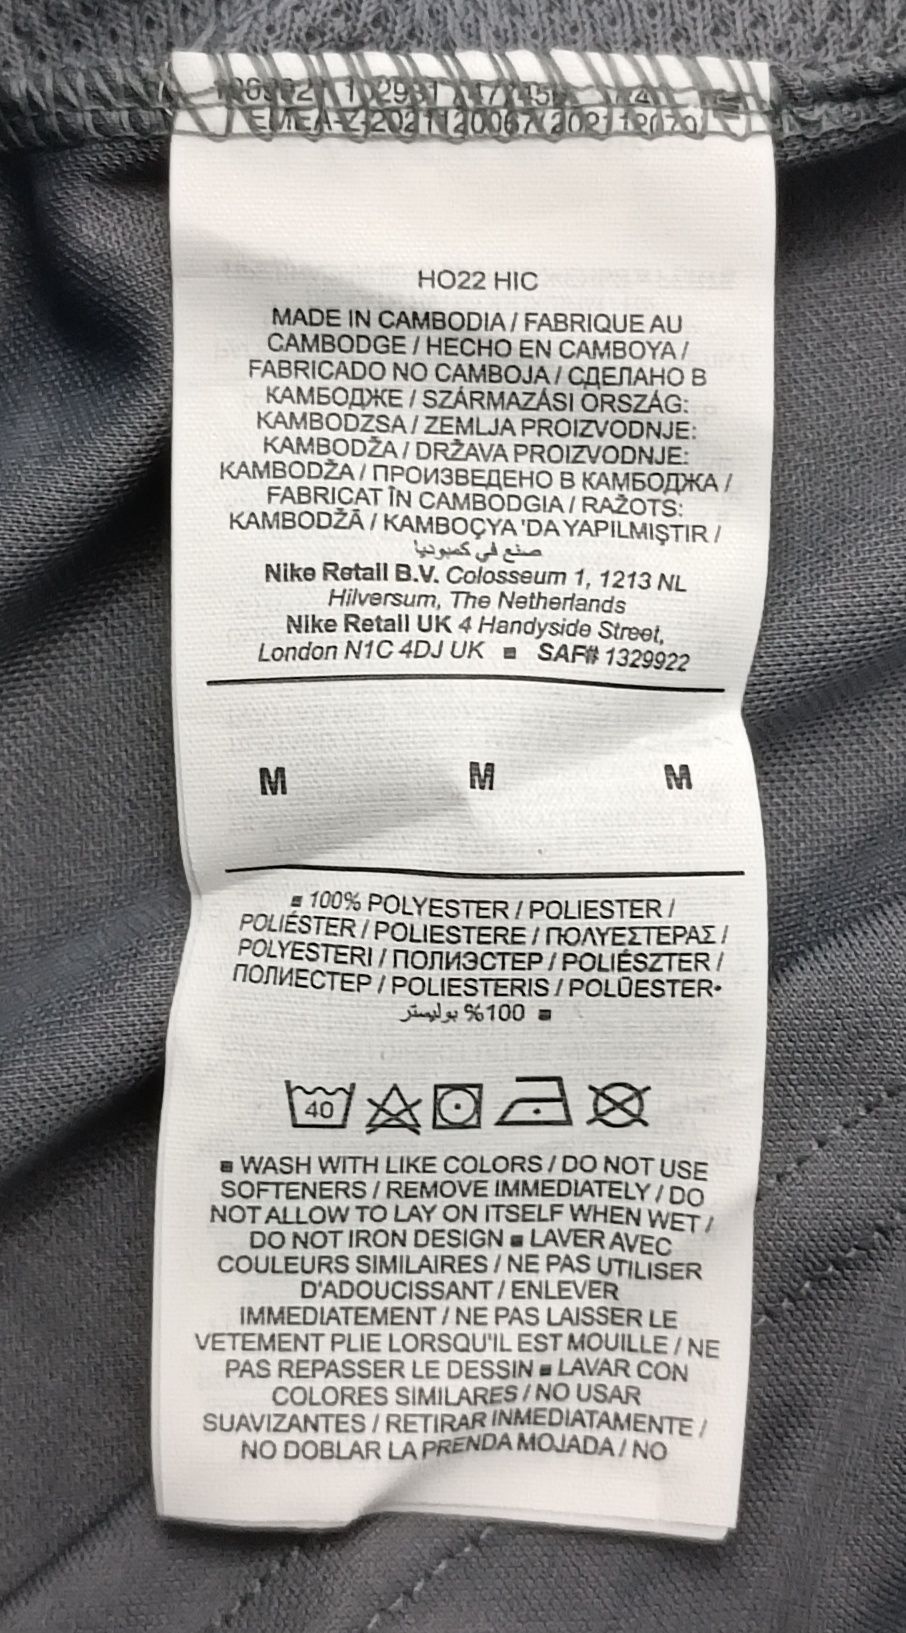 HO22 HIC
MADE IN CAMBODIA / FABRIQUE AU
CAMBODGE / HECHO EN CAMBOYA /
FABRICADO NO CAMBOJA / СДЕЛАНО В
КАМБОДЖЕ / SZÁRMAZÁSI ORSZÁG:
KAMBODZSA / ZEMLJA PROIZVODNJE:
KAMBODŽA / DRŽAVA PROIZVODNJE:
KAMBODŽA / ПРОИЗВЕДЕНО В КАМБОДЖА /
FABRICAT ÎN CAMBODGIA / RAŽOTS:
KAMBODŽĀ / KAMBOÇYA 'DA YAPILMIŞTIR /
صنع في كمبوديا
Nike Retail B.V. Colosseum 1, 1213 NL
Hilversum, The Netherlands
Nike Retail UK 4 Handyside Street,
London N1C 4DJ UK ▪ SAF# 1329922
M M M
▪ 100% POLYESTER / POLIESTER /
POLIÉSTER / POLIESTERE / ΠΟΛΥΕΣΤΕΡΑΣ /
POLYESTERI / ПОЛИЭСТЕР / POLIÉSZTER /
ПОЛИЕСТЕР / POLIESTERIS / POLÜESTER•
100% بوليستر ▪
40
▪ WASH WITH LIKE COLORS / DO NOT USE
SOFTENERS / REMOVE IMMEDIATELY / DO
NOT ALLOW TO LAY ON ITSELF WHEN WET /
DO NOT IRON DESIGN ▪ LAVER AVEC
COULEURS SIMILAIRES / NE PAS UTILISER
D'ADOUCISSANT / ENLEVER
IMMEDIATEMENT / NE PAS LAISSER LE
VETEMENT PLIE LORSQU'IL EST MOUILLE / NE
PAS REPASSER LE DESSIN ▪ LAVAR CON
COLORES SIMILARES / NO USAR
SUAVIZANTES / RETIRAR INMEDIATAMENTE /
NO DOBLAR LA PRENDA MOJADA / NO